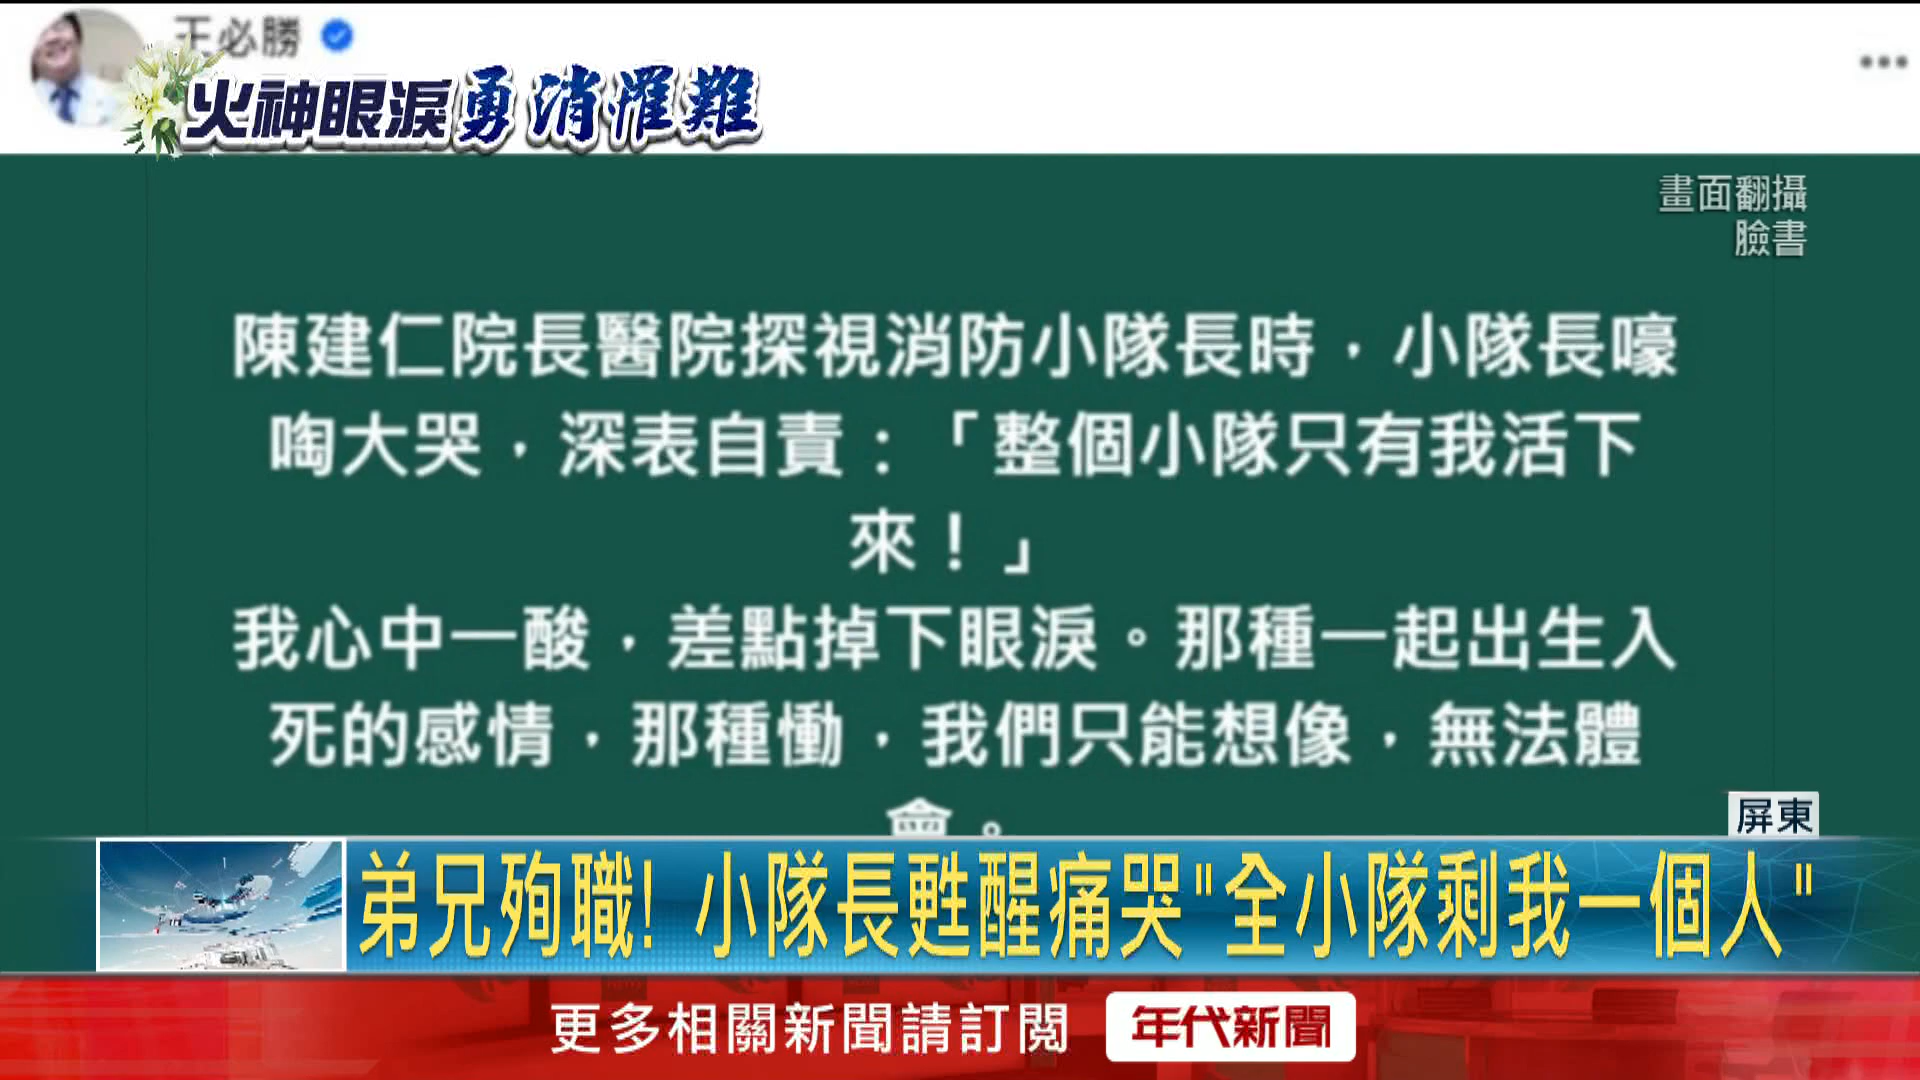 王必勝
火神眼淚勇消罹難
畫面翻攝
臉書
陳建仁院長醫院探視消防小隊長時，小隊長嚎
啕大哭，深表自責：「整個小隊只有我活下
來！」
我心中一酸，差點掉下眼淚。那種一起出生入
死的感情，那種慟，我們只能想像，無法體
會。
屏東
弟兄殉職! 小隊長甦醒痛哭"全小隊剩我一個人"
更多相關新聞請訂閱 年代新聞